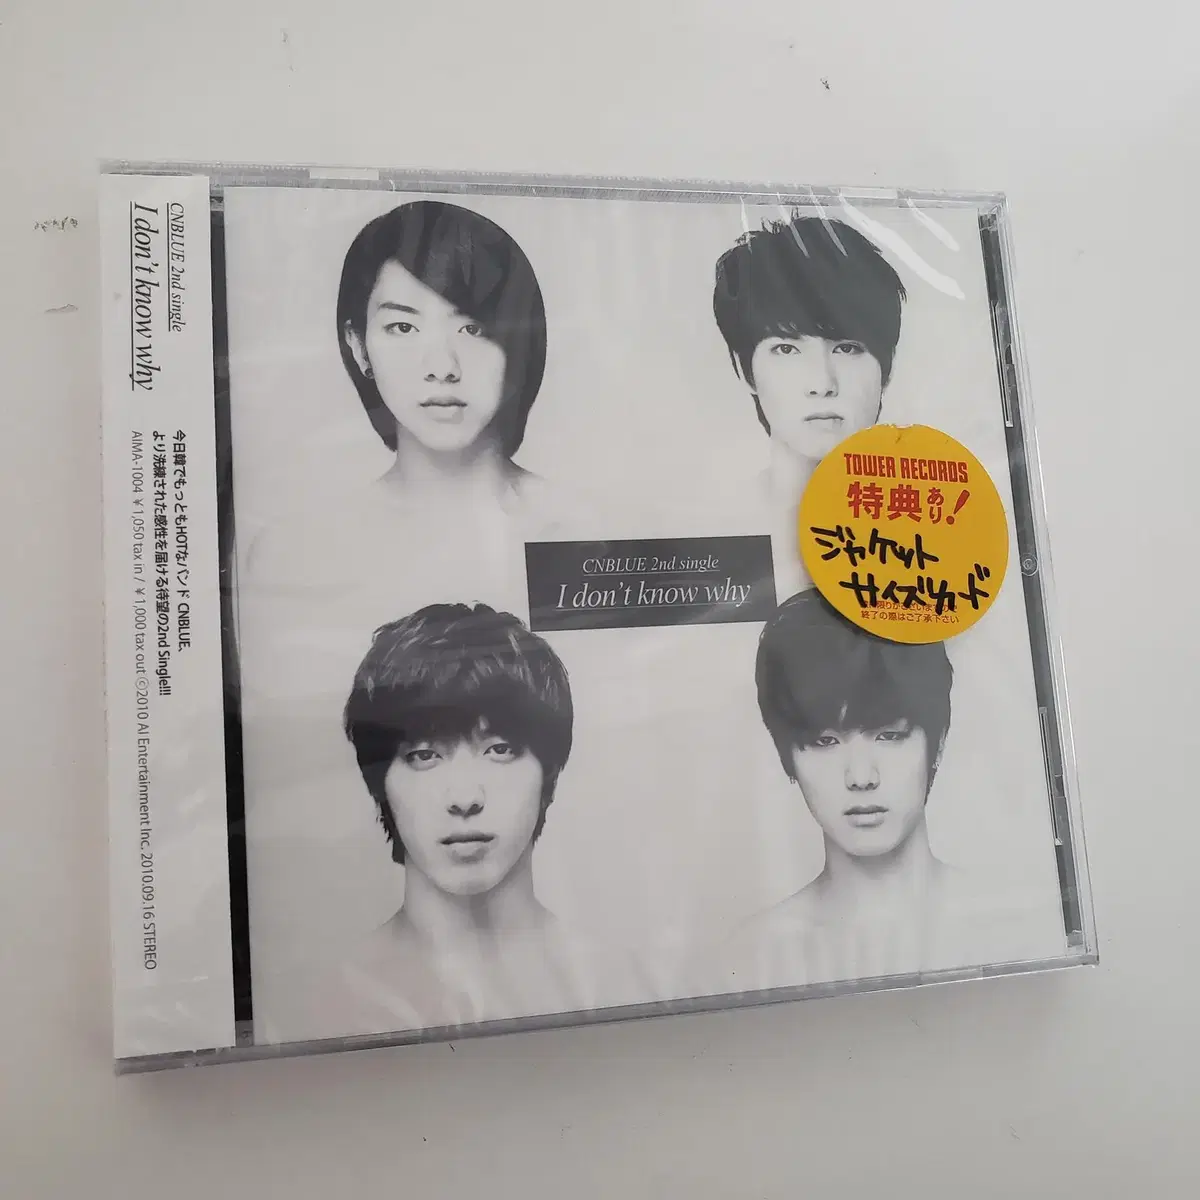 CNBLUE 2nd single
I don't know why
今日韓でもっともHOTなバンド CNBLUE、
より洗練された感性を届ける待望の2nd Single!!!
AIMA-1004 ¥1,050 tax in / ¥1,000 tax out ⓒ2010 AI Entertainment Inc. 2010.09.16 STEREO
CNBLUE 2nd single
I don't know why
TOWER RECORDS
特典あり!
ジャケット
サイズカード
終了の際はご了承下さい